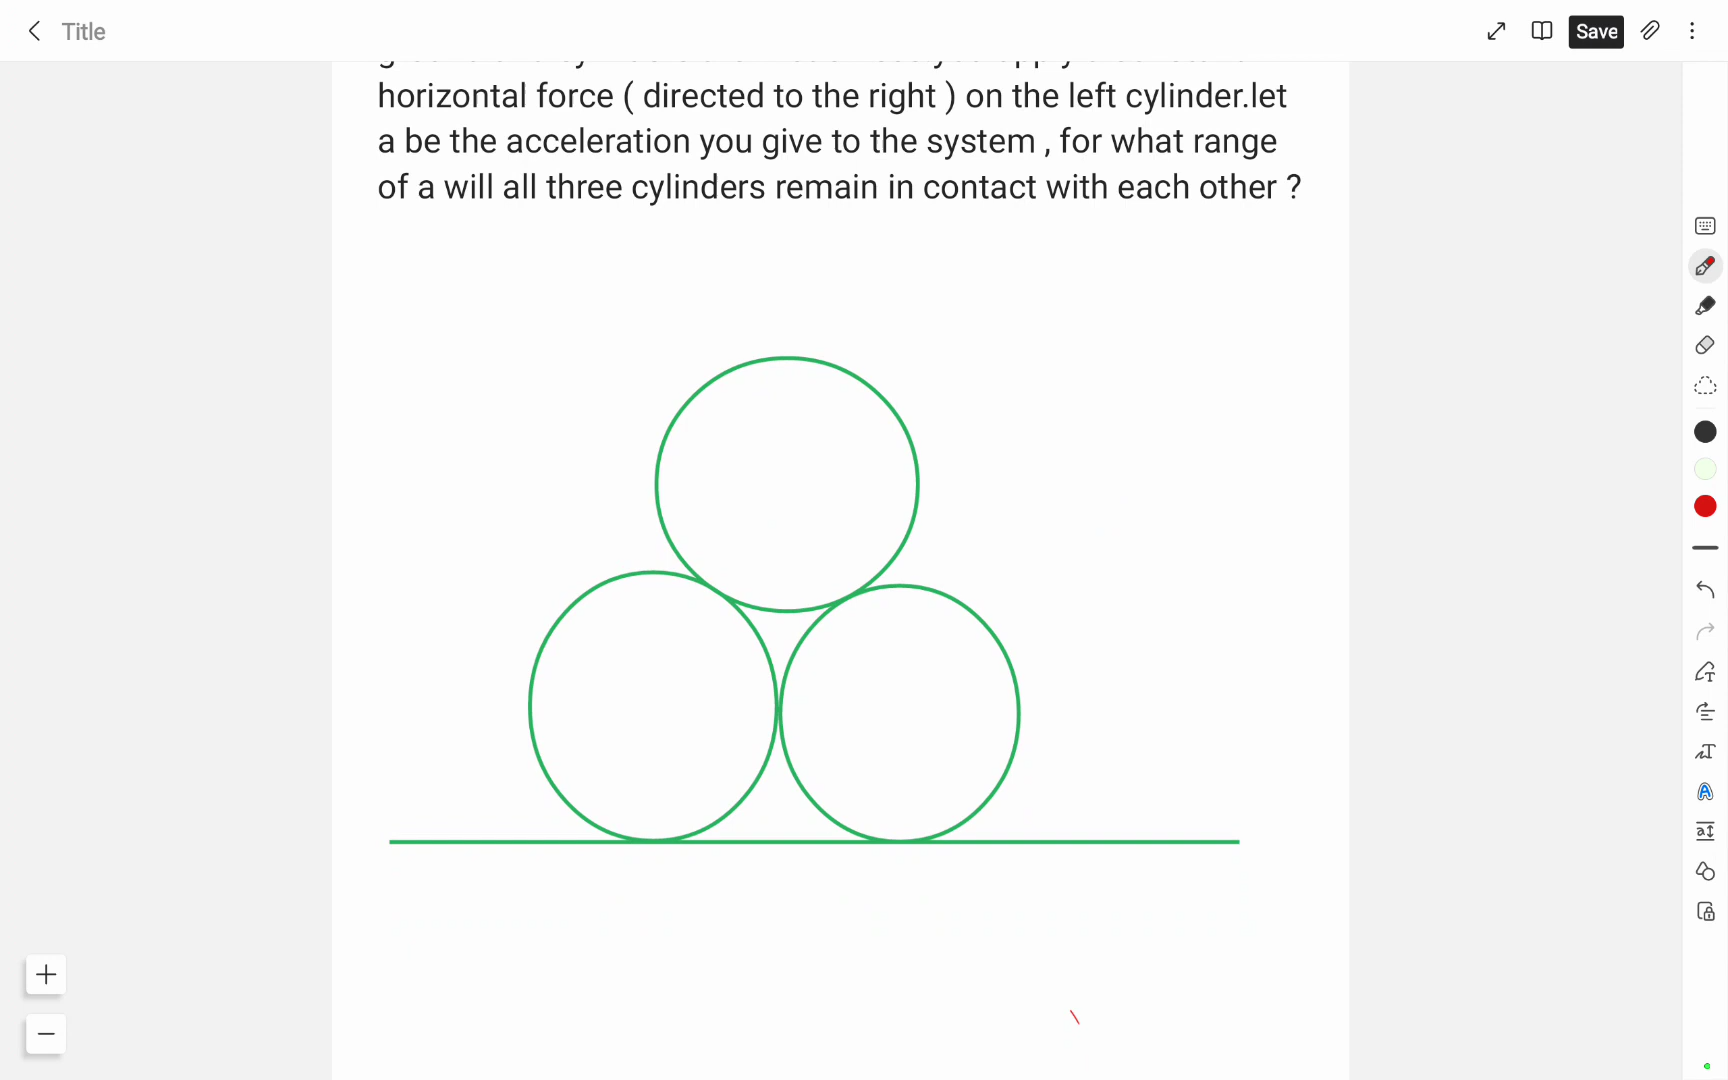 Title
Save
horizontal force ( directed to the right ) on the left cylinder.let
a be the acceleration you give to the system , for what range
of a will all three cylinders remain in contact with each other ?